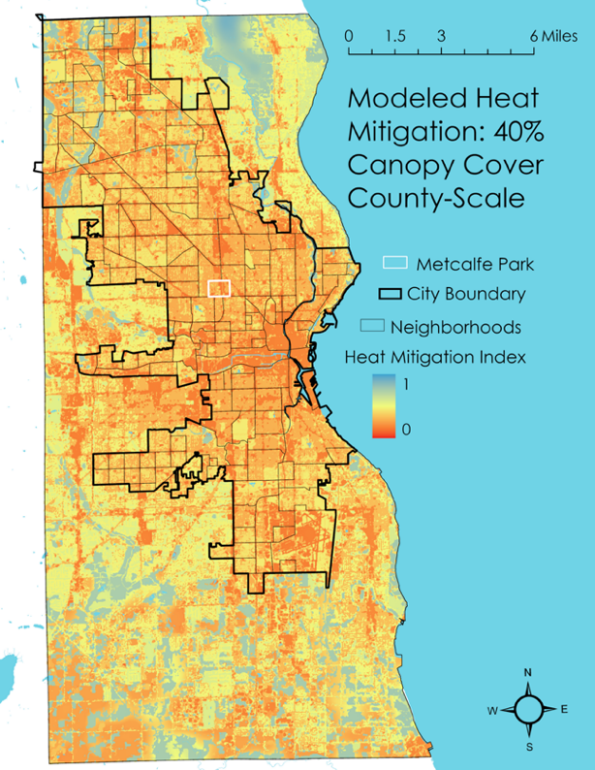 0 1.5 3 6 Miles
Modeled Heat
Mitigation: 40%
Canopy Cover
County-Scale
Metcalfe Park
City Boundary
Neighborhoods
Heat Mitigation Index
1
0
N
W E
S